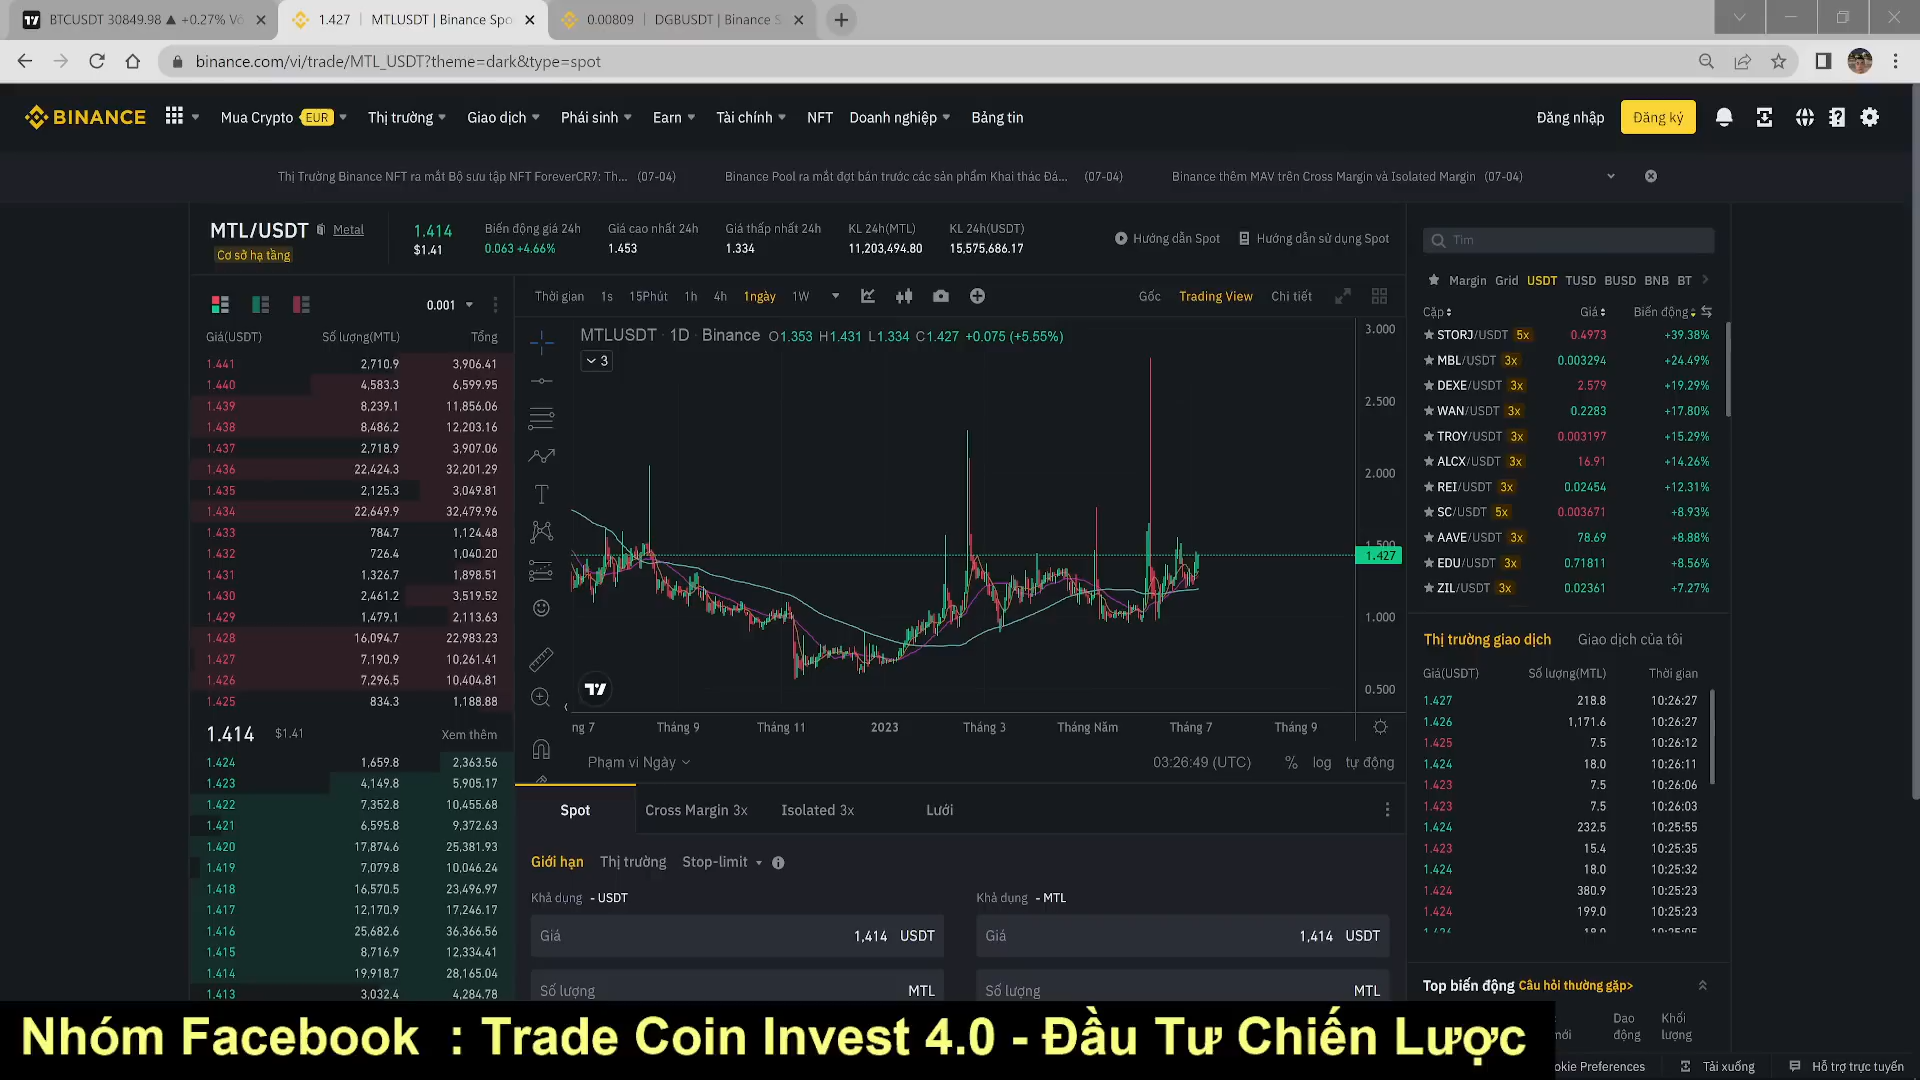 BTCUSDT 30849.98 ▲ +0.27% Vô
1.427 | MTLUSDT | Binance Spo
0.00809 | DGBUSDT | Binance S
binance.com/vi/trade/MTL_USDT?theme=dark&type=spot
BINANCE
Mua Crypto EUR
Thị trường
Giao dịch
Phái sinh
Earn
Tài chính
NFT
Doanh nghiệp
Bảng tin
Đăng nhập
Đăng ký
Thị Trường Binance NFT ra mắt Bộ sưu tập NFT ForeverCR7: Th... (07-04)
Binance Pool ra mắt đợt bán trước các sản phẩm Khai thác Đá... (07-04)
Binance thêm MAV trên Cross Margin và Isolated Margin (07-04)
MTL/USDT Metal
Cơ sở hạ tầng
1.414
$1.41
Biến động giá 24h
0.063 +4.66%
Giá cao nhất 24h
1.453
Giá thấp nhất 24h
1.334
KL 24h(MTL)
11,203,494.80
KL 24h(USDT)
15,575,686.17
Hướng dẫn Spot
Hướng dẫn sử dụng Spot
0.001
Giá(USDT) Số lượng(MTL) Tổng
1.441 2,710.9 3,906.41
1.440 4,583.3 6,599.95
1.439 8,239.1 11,856.06
1.438 8,486.2 12,203.16
1.437 2,718.9 3,907.06
1.436 22,424.3 32,201.29
1.435 2,125.3 3,049.81
1.434 22,649.9 32,479.96
1.433 784.7 1,124.48
1.432 726.4 1,040.20
1.431 1,326.7 1,898.51
1.430 2,461.2 3,519.52
1.429 1,479.1 2,113.63
1.428 16,094.7 22,983.23
1.427 7,190.9 10,261.41
1.426 7,296.5 10,404.81
1.425 834.3 1,188.88
1.414 $1.41 Xem thêm
1.424 1,659.8 2,363.56
1.423 4,149.8 5,905.17
1.422 7,352.8 10,455.68
1.421 6,595.8 9,372.63
1.420 17,874.6 25,381.93
1.419 7,079.8 10,046.24
1.418 16,570.5 23,496.97
1.417 12,170.9 17,246.17
1.416 25,682.6 36,366.56
1.415 8,716.9 12,334.41
1.414 19,918.7 28,165.04
1.413 3,032.4 4,284.78
Thời gian 1s 15Phút 1h 4h 1ngày 1W
Gốc Trading View Chi tiết
MTLUSDT · 1D · Binance O1.353 H1.431 L1.334 C1.427 +0.075 (+5.55%)
3
3.000
2.500
2.000
1.500
1.427
1.000
0.500
ng 7 Tháng 9 Tháng 11 2023 Tháng 3 Tháng Năm Tháng 7 Tháng 9
Phạm vi Ngày
03:26:49 (UTC) % log tự động
Spot Cross Margin 3x Isolated 3x Lưới
Giới hạn Thị trường Stop-limit
Khả dụng - USDT
Giá 1,414 USDT
Số lượng MTL
Khả dụng - MTL
Giá 1,414 USDT
Số lượng MTL
Tìm
Margin Grid USDT TUSD BUSD BNB BT
Cặp Giá Biến động
STORJ/USDT 5x 0.4973 +39.38%
MBL/USDT 3x 0.003294 +24.49%
DEXE/USDT 3x 2.579 +19.29%
WAN/USDT 3x 0.2283 +17.80%
TROY/USDT 3x 0.003197 +15.29%
ALCX/USDT 3x 16.91 +14.26%
REI/USDT 3x 0.02454 +12.31%
SC/USDT 5x 0.003671 +8.93%
AAVE/USDT 3x 78.69 +8.88%
EDU/USDT 3x 0.71811 +8.56%
ZIL/USDT 3x 0.02361 +7.27%
Thị trường giao dịch Giao dịch của tôi
Giá(USDT) Số lượng(MTL) Thời gian
1.427 218.8 10:26:27
1.426 1,171.6 10:26:27
1.425 7.5 10:26:12
1.424 18.0 10:26:11
1.423 7.5 10:26:06
1.423 7.5 10:26:03
1.424 232.5 10:25:55
1.423 15.4 10:25:35
1.424 18.0 10:25:32
1.424 380.9 10:25:23
1.424 199.0 10:25:23
Top biến động Câu hỏi thường gặp>
Dao động
Khối lượng
okie Preferences
Tải xuống
Hỗ trợ trực tuyến
Nhóm Facebook : Trade Coin Invest 4.0 - Đầu Tư Chiến Lược